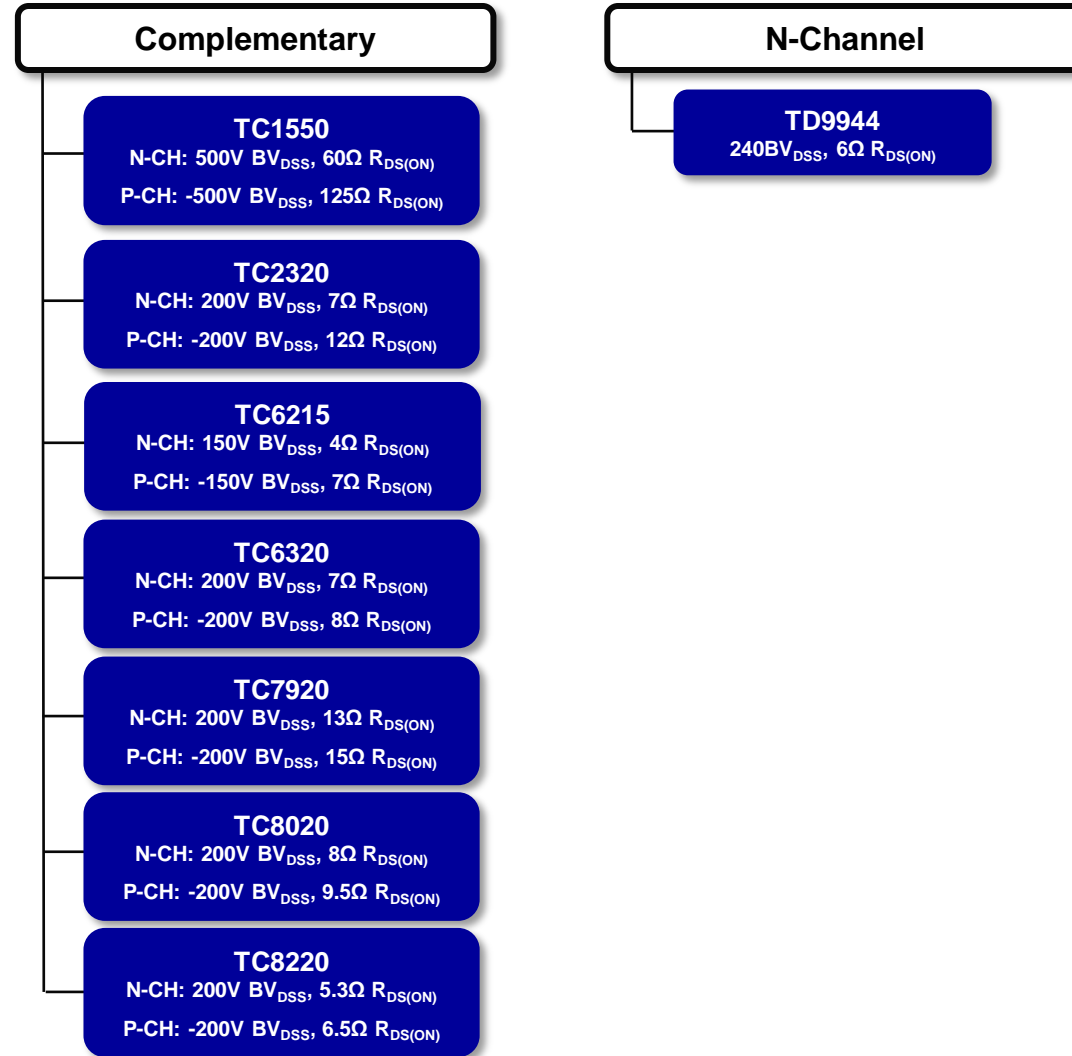 Complementary
TC1550
N-CH: 500V BVDSS, 60Ω RDS(ON)
P-CH: -500V BVDSS, 125Ω RDS(ON)
TC2320
N-CH: 200V BVDSS, 7Ω RDS(ON)
P-CH: -200V BVDSS, 12Ω RDS(ON)
TC6215
N-CH: 150V BVDSS, 4Ω RDS(ON)
P-CH: -150V BVDSS, 7Ω RDS(ON)
TC6320
N-CH: 200V BVDSS, 7Ω RDS(ON)
P-CH: -200V BVDSS, 8Ω RDS(ON)
TC7920
N-CH: 200V BVDSS, 13Ω RDS(ON)
P-CH: -200V BVDSS, 15Ω RDS(ON)
TC8020
N-CH: 200V BVDSS, 8Ω RDS(ON)
P-CH: -200V BVDSS, 9.5Ω RDS(ON)
TC8220
N-CH: 200V BVDSS, 5.3Ω RDS(ON)
P-CH: -200V BVDSS, 6.5Ω RDS(ON)
N-Channel
TD9944
240BVDSS, 6Ω RDS(ON)